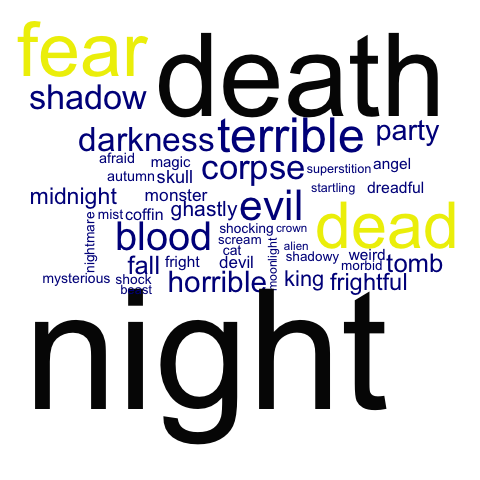 fear death
shadow
darkness terrible party
afraid magic corpse superstition angel
autumn skull startling dreadful
midnight monster evil
nightmare mist coffin ghastly dead
blood shocking crown
scream moonlight alien
cat shadowy weird
fall fright devil morbid tomb
mysterious shock horrible king frightful
beast
night